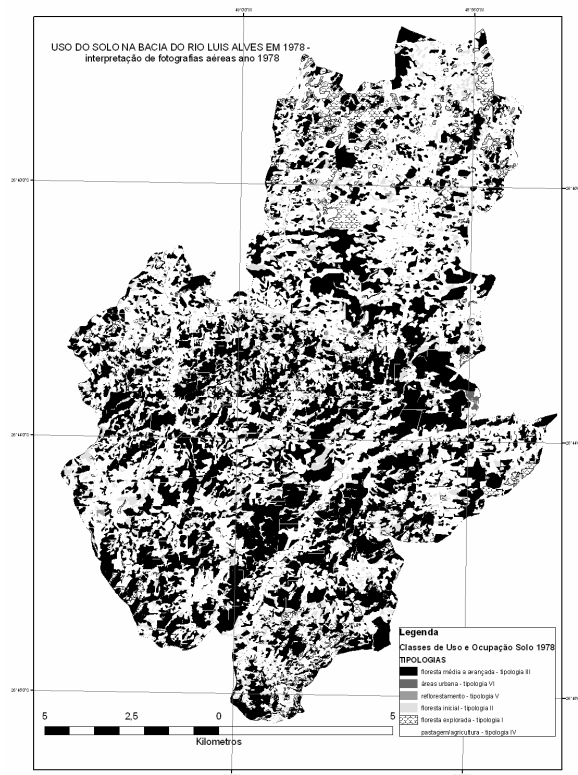 USO DO SOLO NA BACIA DO RIO LUIS ALVES EM 1978 -
interpretação de fotografias aéreas ano 1978
Legenda
Classes de Uso e Ocupação Solo 1978
TIPOLOGIAS
floresta média a avançada - tipologia III
áreas urbana - tipologia VI
reflorestamento - tipologia V
floresta inicial - tipologia II
floresta explorada - tipologia I
pastagem/agricultura - tipologia IV
5 2,5 0 5
Kilometros